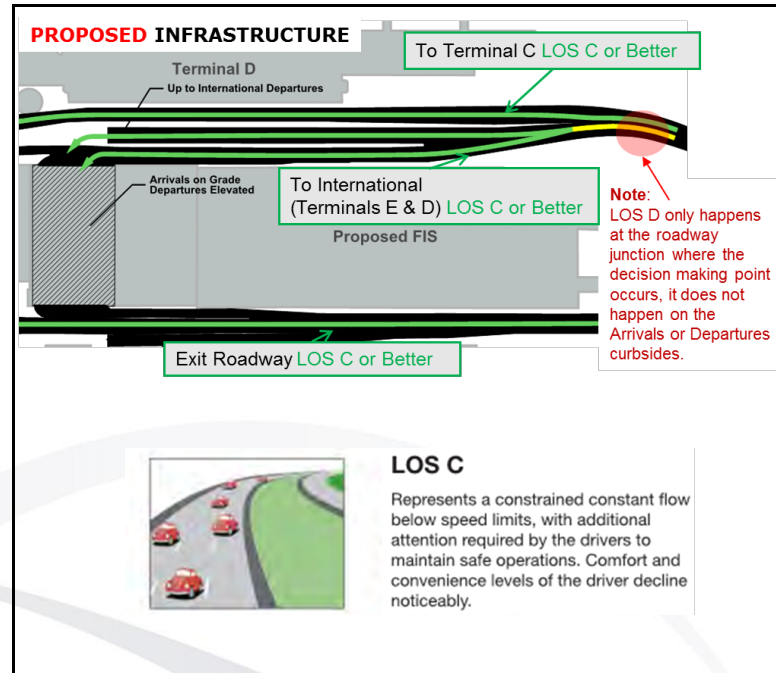 PROPOSED INFRASTRUCTURE
To Terminal C LOS C or Better
Terminal D
Up to International Departures
Arrivals on Grade
Departures Elevated
To International
(Terminals E & D) LOS C or Better
Proposed FIS
Note:
LOS D only happens
at the roadway
junction where the
decision making point
occurs, it does not
happen on the
Arrivals or Departures
curbsides.
Exit Roadway LOS C or Better
LOS C
Represents a constrained constant flow
below speed limits, with additional
attention required by the drivers to
maintain safe operations. Comfort and
convenience levels of the driver decline
noticeably.